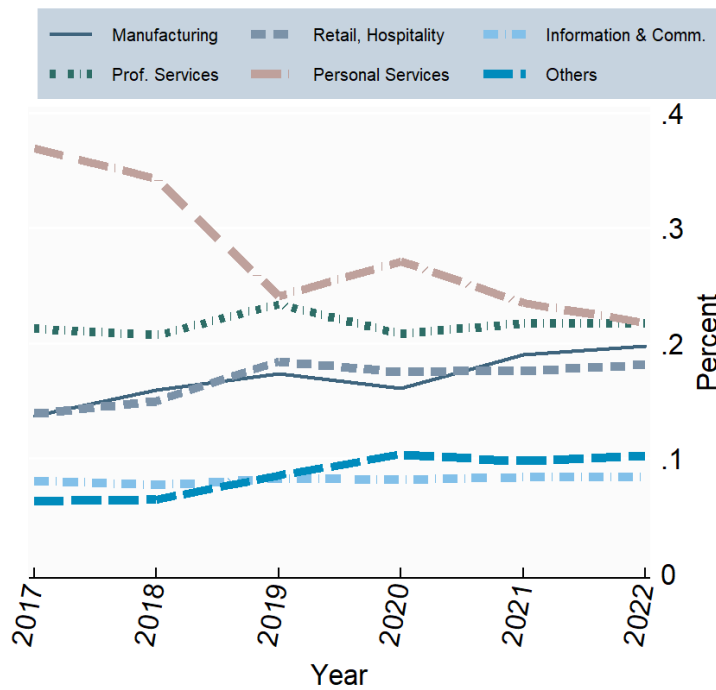 Manufacturing Retail, Hospitality Information & Comm.
Prof. Services Personal Services Others
.4
.3
.2
.1
0
Percent
2017 2018 2019 2020 2021 2022
Year